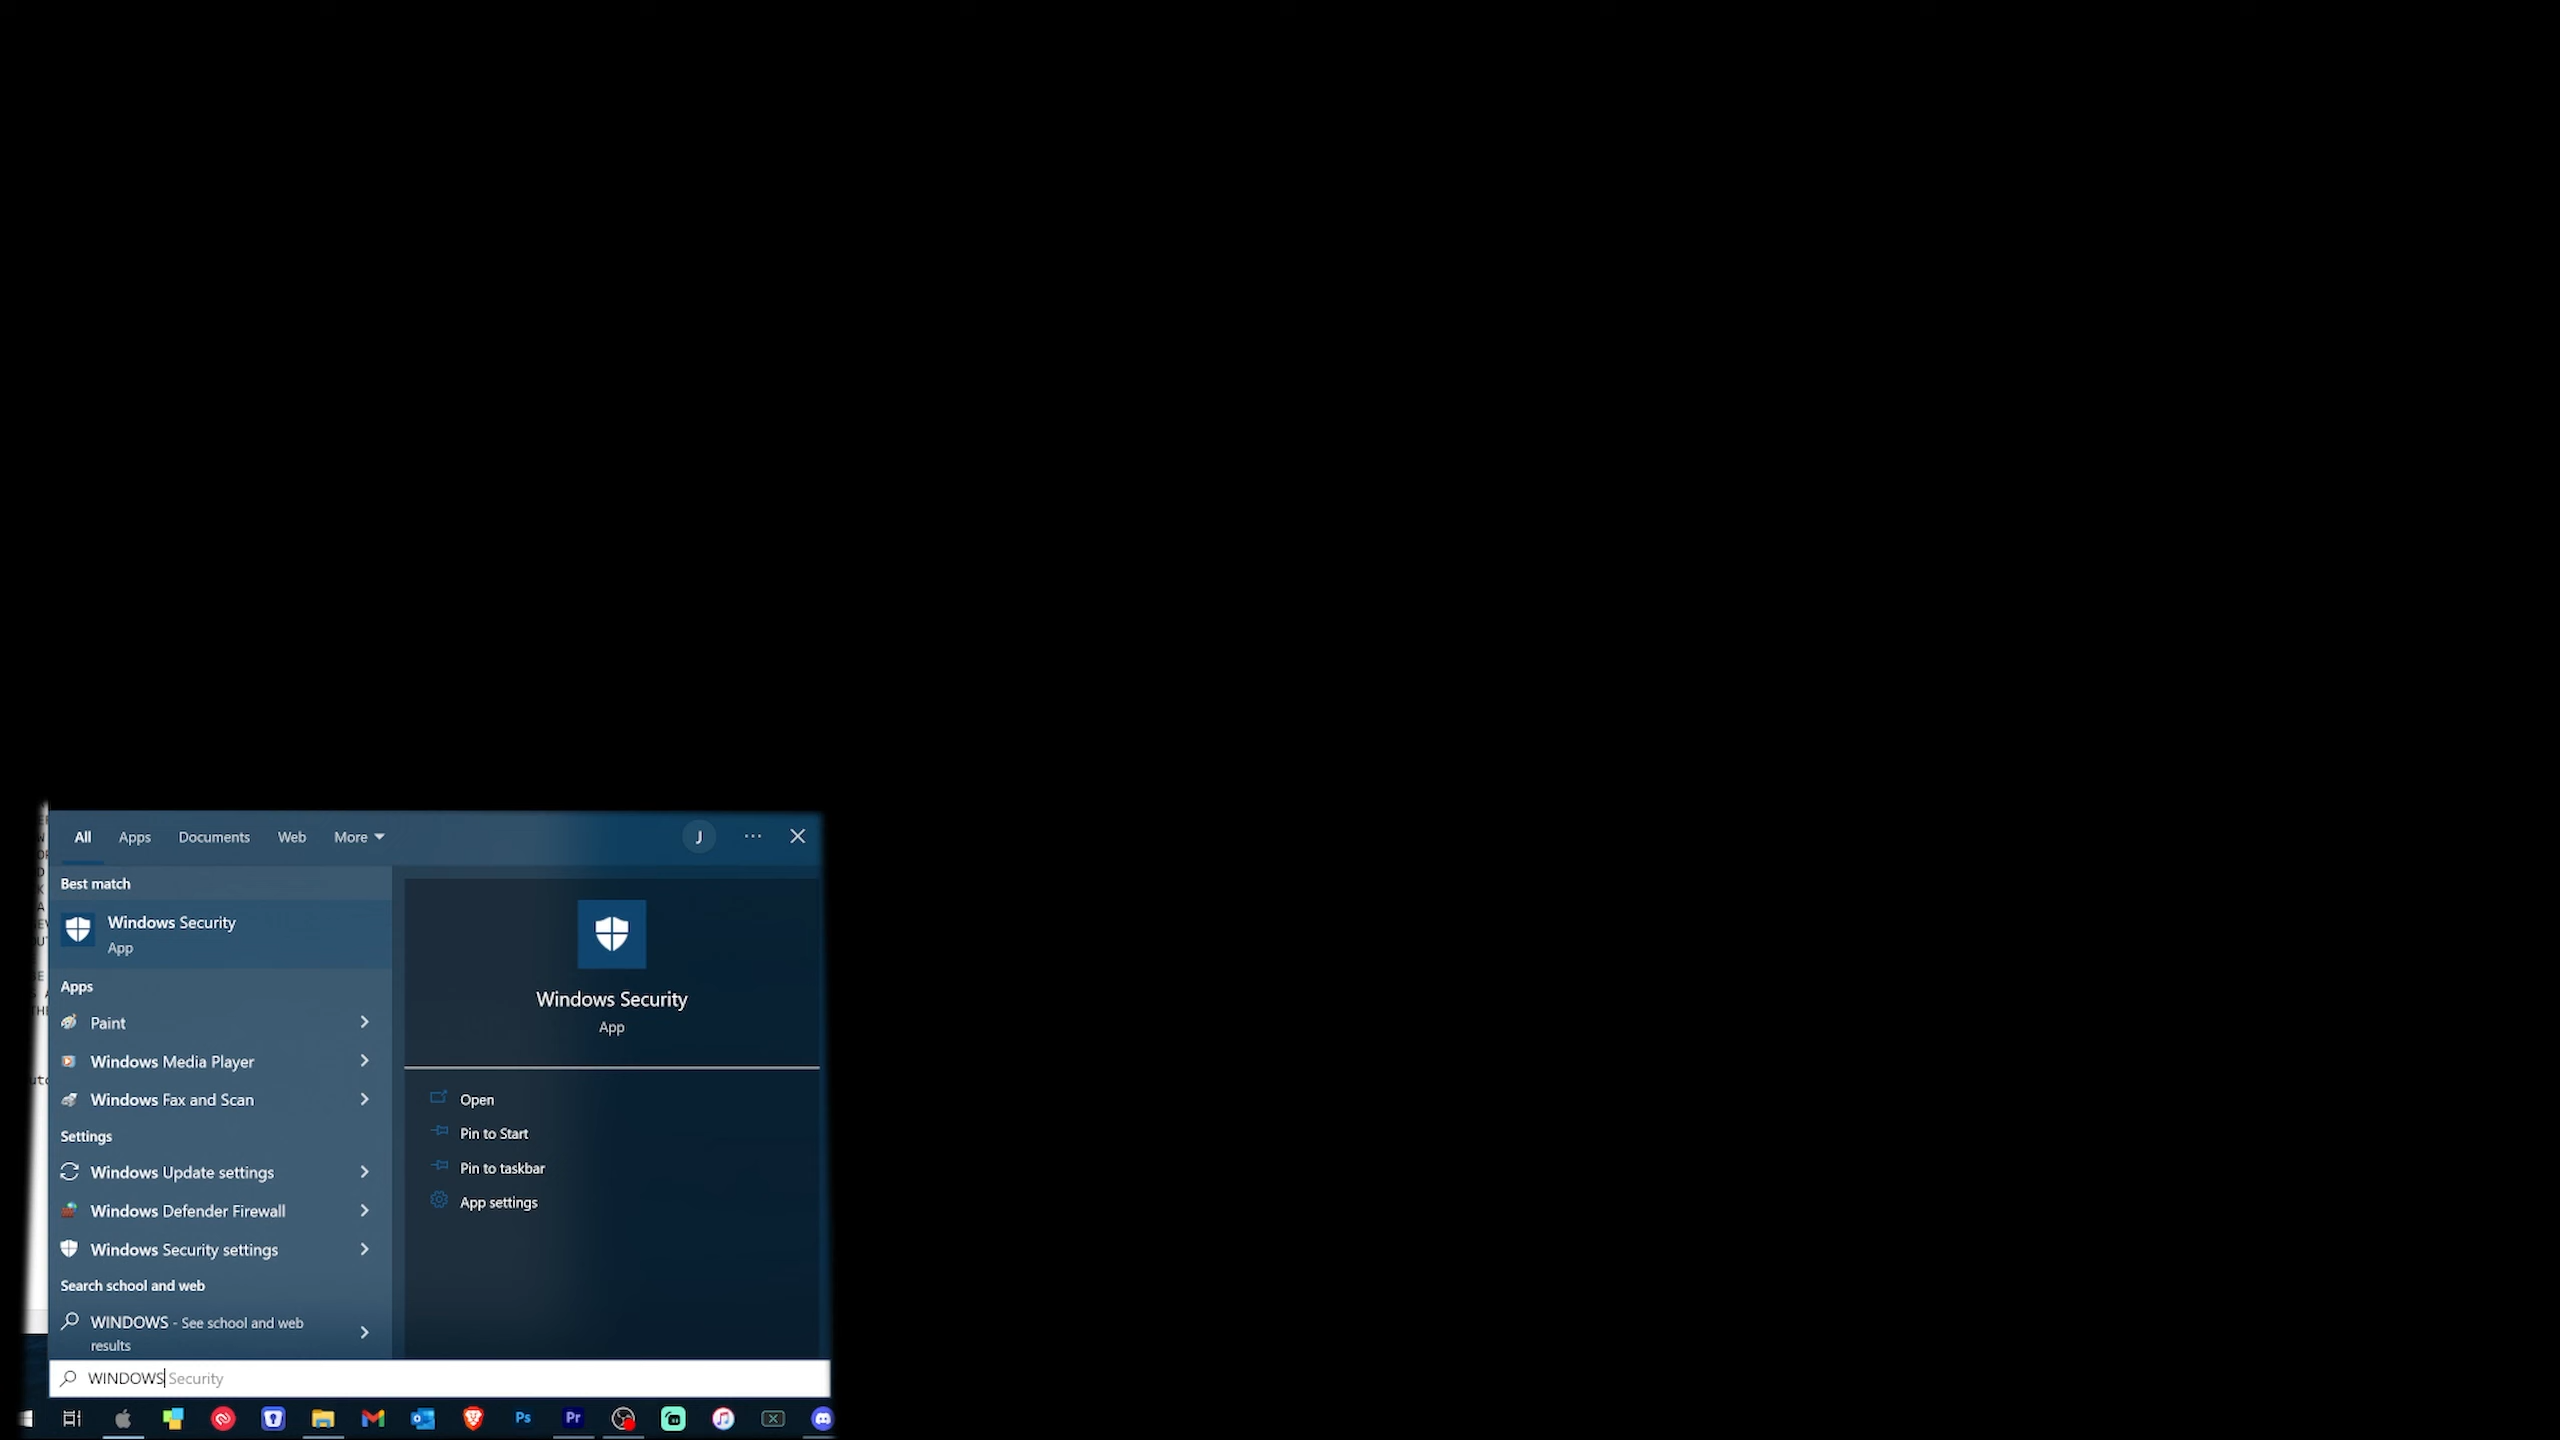 All Apps Documents Web More J
Best match
Windows Security
App
Apps
Paint
Windows Media Player
Windows Fax and Scan
Settings
Windows Update settings
Windows Defender Firewall
Windows Security settings
Search school and web
WINDOWS - See school and web
results
Windows Security
App
Open
Pin to Start
Pin to taskbar
App settings
WINDOWS Security
Ps Pr